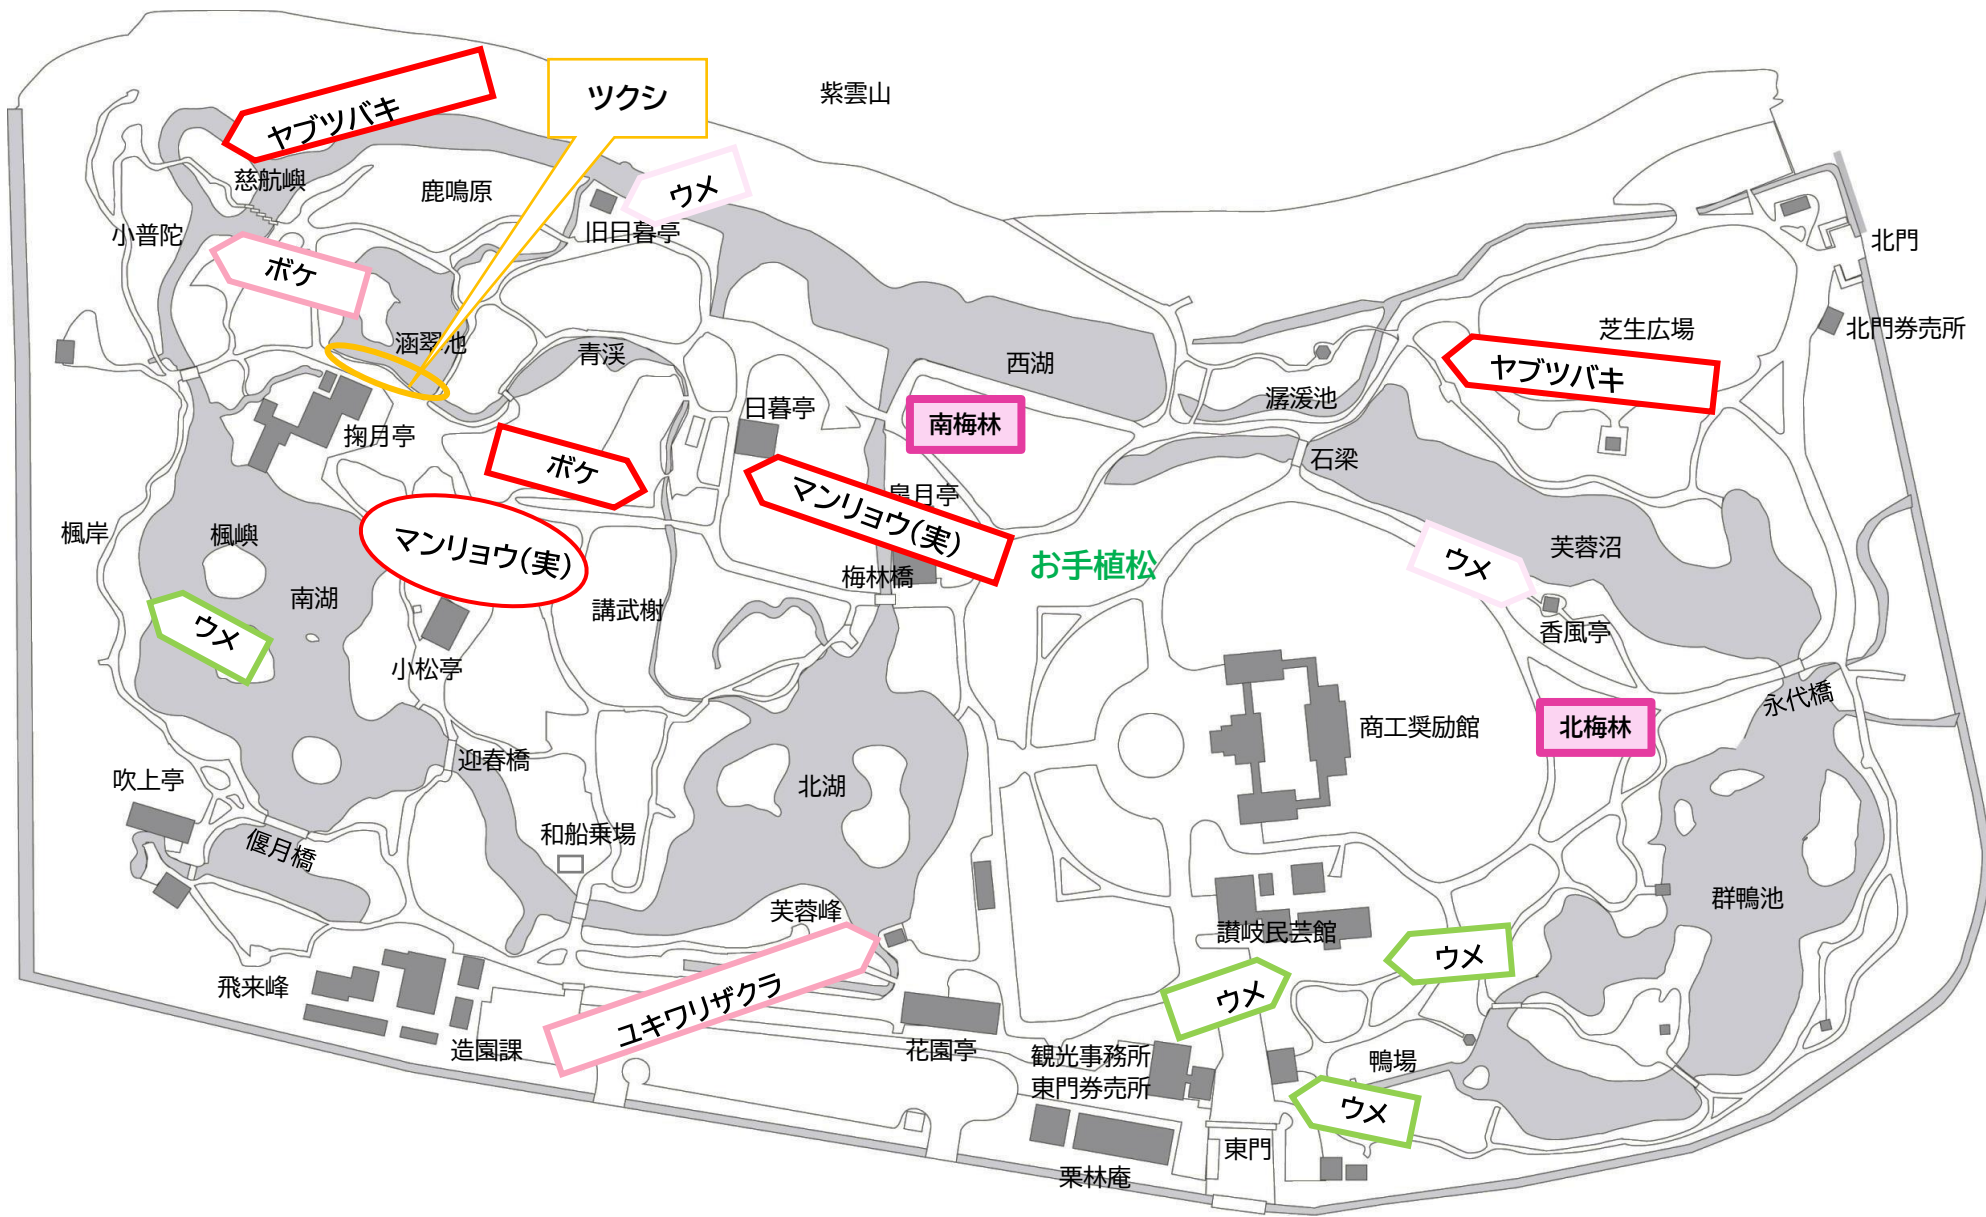 ツクシ
紫雲山
ヤブツバキ
慈航嶼
鹿鳴原
ウメ
小普陀
旧日暮亭
北門
ボケ
北門券売所
芝生広場
涵翠池
青渓
西湖
ヤブツバキ
潺湲池
日暮亭
南梅林
掬月亭
石梁
ボケ
皐月亭
マンリョウ(実)
楓岸
楓嶼
マンリョウ(実)
お手植松
ウメ
芙蓉沼
梅林橋
南湖
講武榭
香風亭
ウメ
小松亭
永代橋
北梅林
商工奨励館
迎春橋
吹上亭
北湖
和船乗場
偃月橋
群鴨池
芙蓉峰
讃岐民芸館
ウメ
飛来峰
ウメ
ユキワリザクラ
造園課
花園亭
観光事務所
東門券売所
鴨場
ウメ
東門
栗林庵